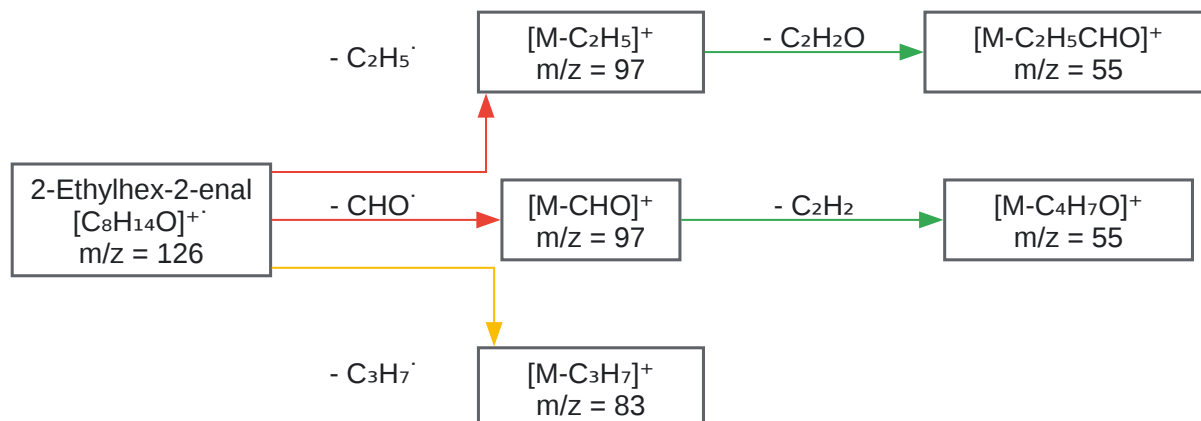 - C₂H₅˙
[M-C₂H₅]⁺
m/z = 97
- C₂H₂O
[M-C₂H₅CHO]⁺
m/z = 55
2-Ethylhex-2-enal
[C₈H₁₄O]⁺˙
m/z = 126
- CHO˙
[M-CHO]⁺
m/z = 97
- C₂H₂
[M-C₄H₇O]⁺
m/z = 55
- C₃H₇˙
[M-C₃H₇]⁺
m/z = 83